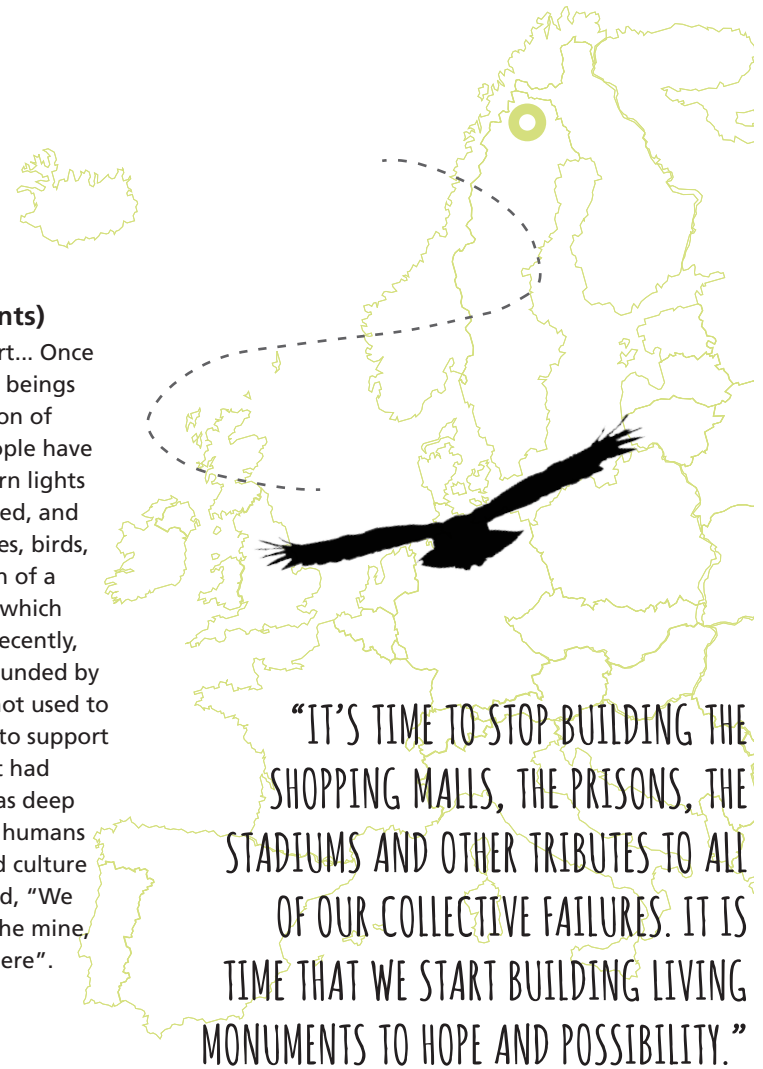 nts)
rt... Once
beings
on of
ople have
rn lights
ed, and
es, birds,
n of a
which
ecently,
unded by
not used to
to support
t had
as deep
humans
d culture
d, “We
he mine,
ere”.
“IT’S TIME TO STOP BUILDING THE
SHOPPING MALLS, THE PRISONS, THE
STADIUMS AND OTHER TRIBUTES TO ALL
OF OUR COLLECTIVE FAILURES. IT IS
TIME THAT WE START BUILDING LIVING
MONUMENTS TO HOPE AND POSSIBILITY.”